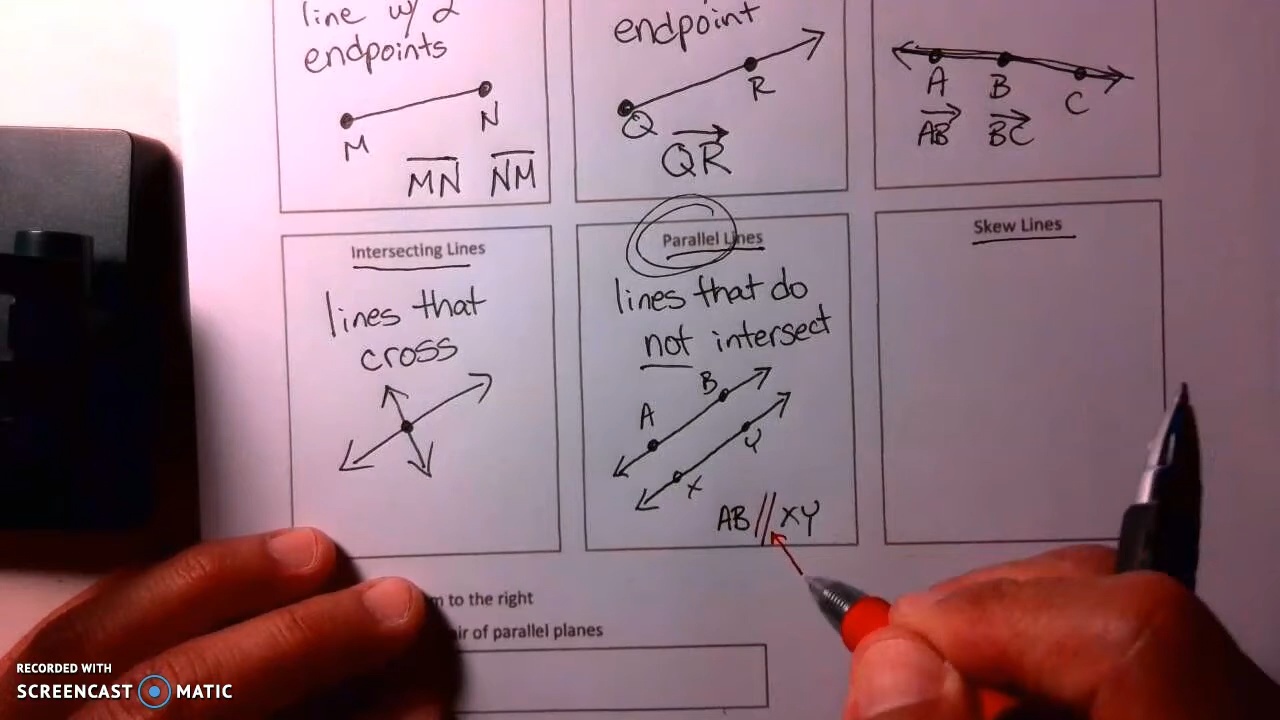 line w/ 2
endpoints
M
N
MN NM
endpoint
Q
R
QR
A B C
AB BC
Intersecting Lines
lines that
cross
Parallel Lines
lines that do
not intersect
A
B
X
Y
AB // XY
Skew Lines
to the right
of parallel planes
RECORDED WITH
SCREENCAST MATIC